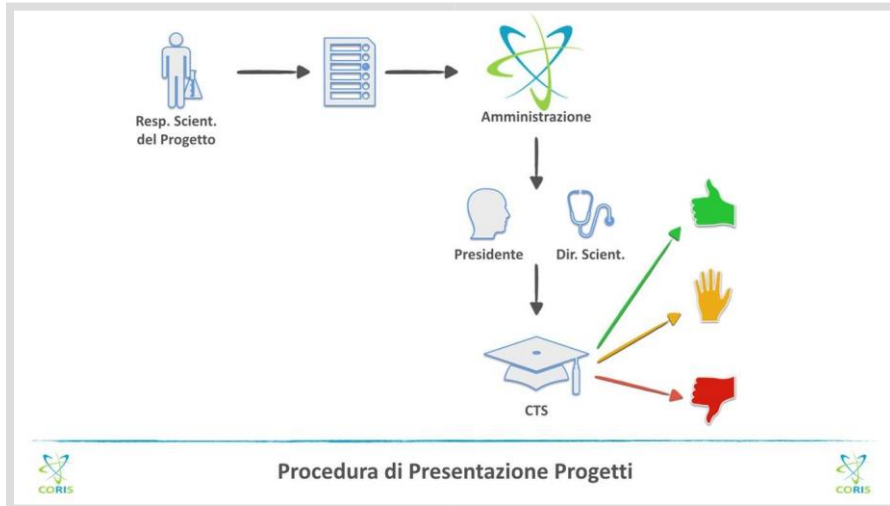 Resp. Scient.
del Progetto
Amministrazione
Presidente
Dir. Scient.
CTS
Procedura di Presentazione Progetti
CORIS
CORIS